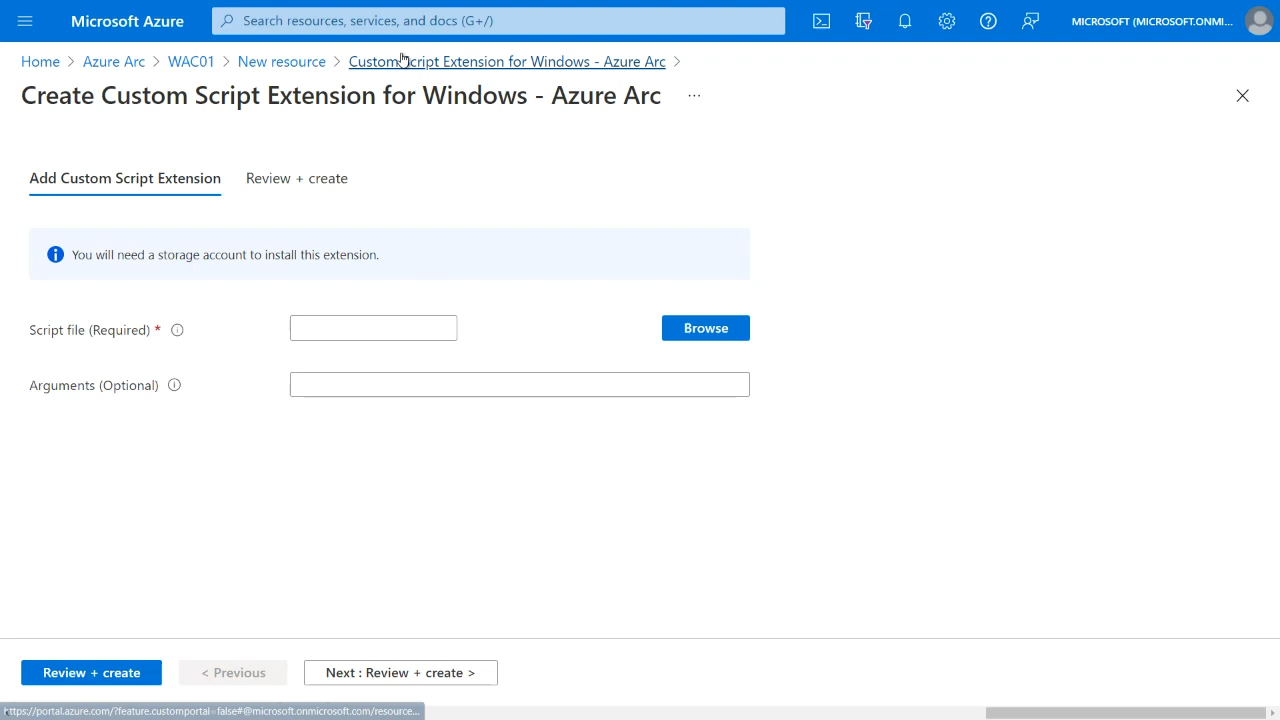 Microsoft Azure
Search resources, services, and docs (G+/)
MICROSOFT (MICROSOFT.ONMI...
Home > Azure Arc > WAC01 > New resource > Custom Script Extension for Windows - Azure Arc >
Create Custom Script Extension for Windows - Azure Arc ...
Add Custom Script Extension
Review + create
You will need a storage account to install this extension.
Script file (Required) *
Browse
Arguments (Optional)
Review + create
< Previous
Next : Review + create >
https://portal.azure.com/?feature.customportal=false#@microsoft.onmicrosoft.com/resource...